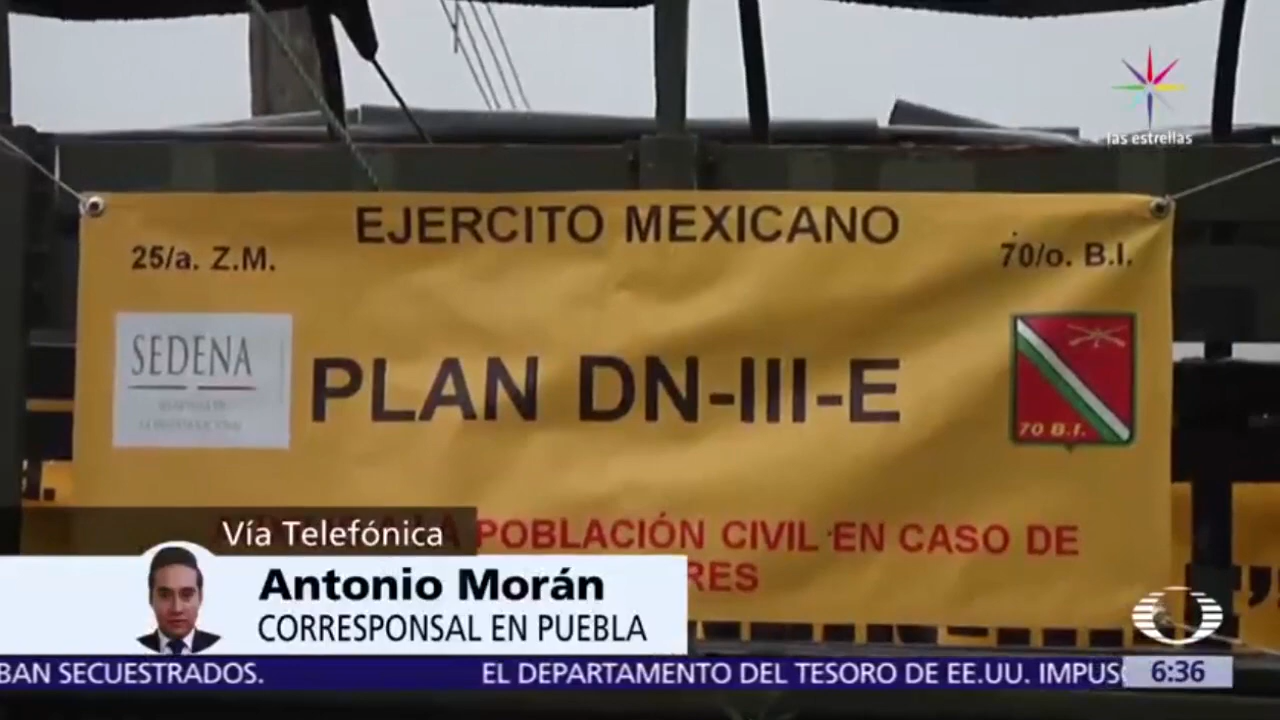 las estrellas
EJERCITO MEXICANO
25/a. Z.M.
70/o. B.I.
SEDENA
PLAN DN-III-E
70 B.I.
Vía Telefónica
POBLACIÓN CIVIL EN CASO DE
Antonio Morán
CORRESPONSAL EN PUEBLA
BAN SECUESTRADOS.
EL DEPARTAMENTO DEL TESORO DE EE.UU. IMPUS
6:36